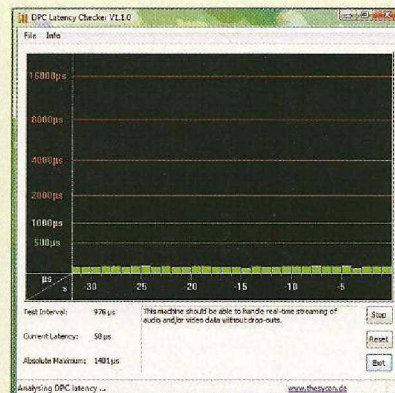 DPC Latency Checker V1.1.0
File Info
16000µs
8000µs
4000µs
2000µs
1000µs
500µs
µs
s -30 -25 -20 -15 -10 -5
Test Interval: 976 µs
Current Latency: 58 µs
Absolute Maximum: 1401µs
This machine should be able to handle real-time streaming of
audio and/or video data without drop-outs.
Stop
Reset
Exit
Analysing DPC latency ...
www.thesycon.de